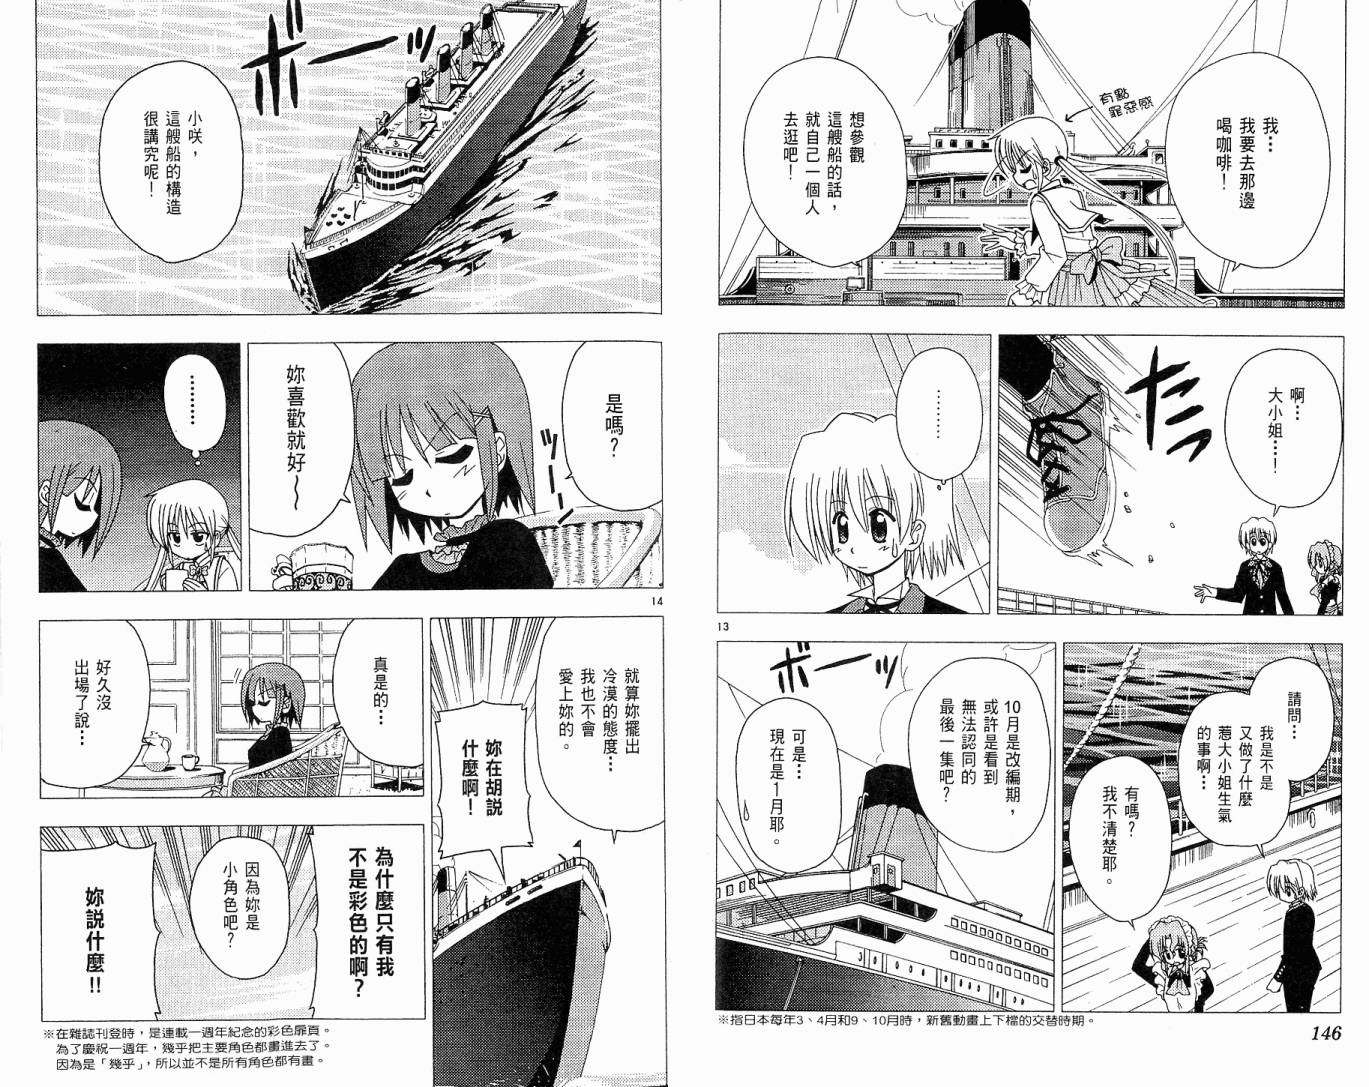 我…
我要去那邊
喝咖啡！
有點
罪惡感
想參觀
這艘船的話，
就自己一個人
去逛吧！
啊…
大小姐…！
タッ
………
請問…
我是不是
又做了什麼
惹大小姐生氣
的事啊…
有嗎？
我不清楚耶。
10月是改編期，
或許是看到
無法認同的
最後一集吧？
ボーッ
可是…
現在是1月耶。
※指日本每年3、4月和9、10月時，新舊動畫上下檔的交替時期。
13
146
ボーッ
小咲，
這艘船的構造
很講究呢！
是嗎？
ツーン
妳喜歡就好～
………
14
就算妳擺出
冷漠的態度…
我也不會
愛上妳的。
妳在胡說
什麼啊！
真是的…
好久沒
出場了說…
為什麼只有我
不是彩色的啊？
因為妳是
小角色吧？
妳說什麼!!
※在雜誌刊登時，是連載一週年紀念的彩色扉頁。
為了慶祝一週年，幾乎把主要角色都畫進去了。
因為是「幾乎」，所以並不是所有角色都有畫。